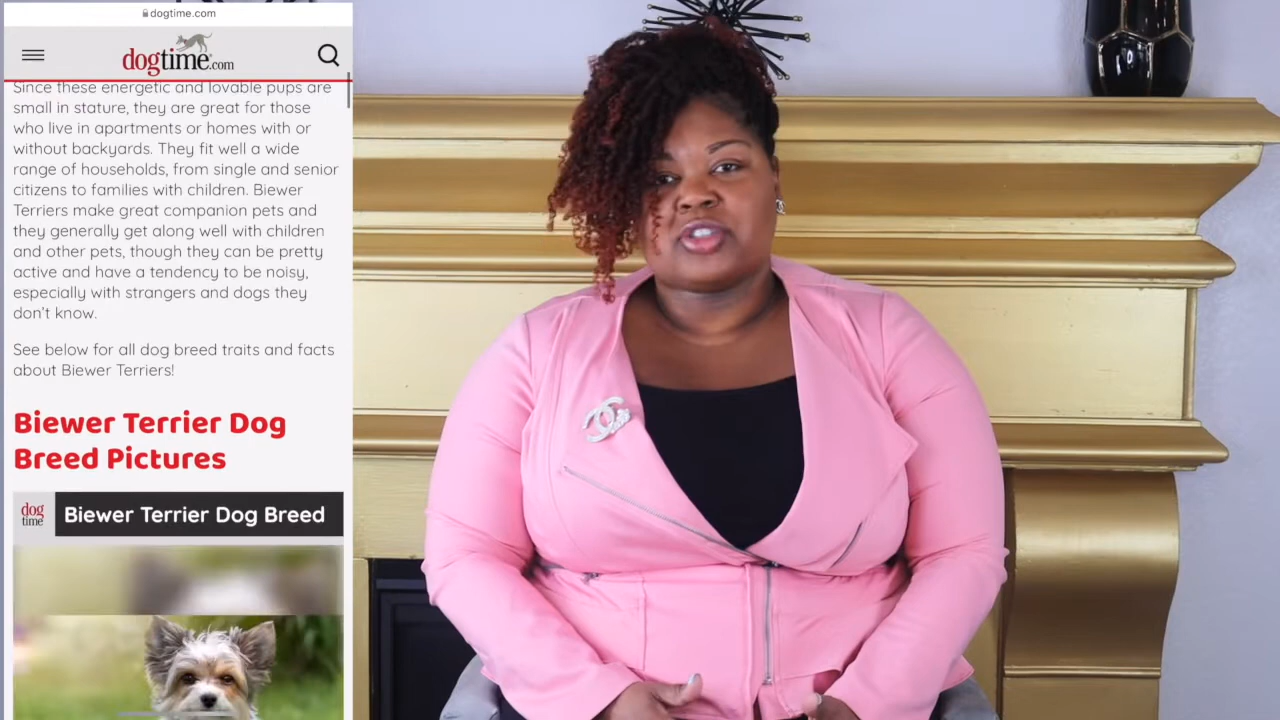 dogtime.com
dogtime.com
Since these energetic and lovable pups are
small in stature, they are great for those
who live in apartments or homes with or
without backyards. They fit well a wide
range of households, from single and senior
citizens to families with children. Biewer
Terriers make great companion pets and
they generally get along well with children
and other pets, though they can be pretty
active and have a tendency to be noisy,
especially with strangers and dogs they
don't know.
See below for all dog breed traits and facts
about Biewer Terriers!
Biewer Terrier Dog
Breed Pictures
dog
time
Biewer Terrier Dog Breed